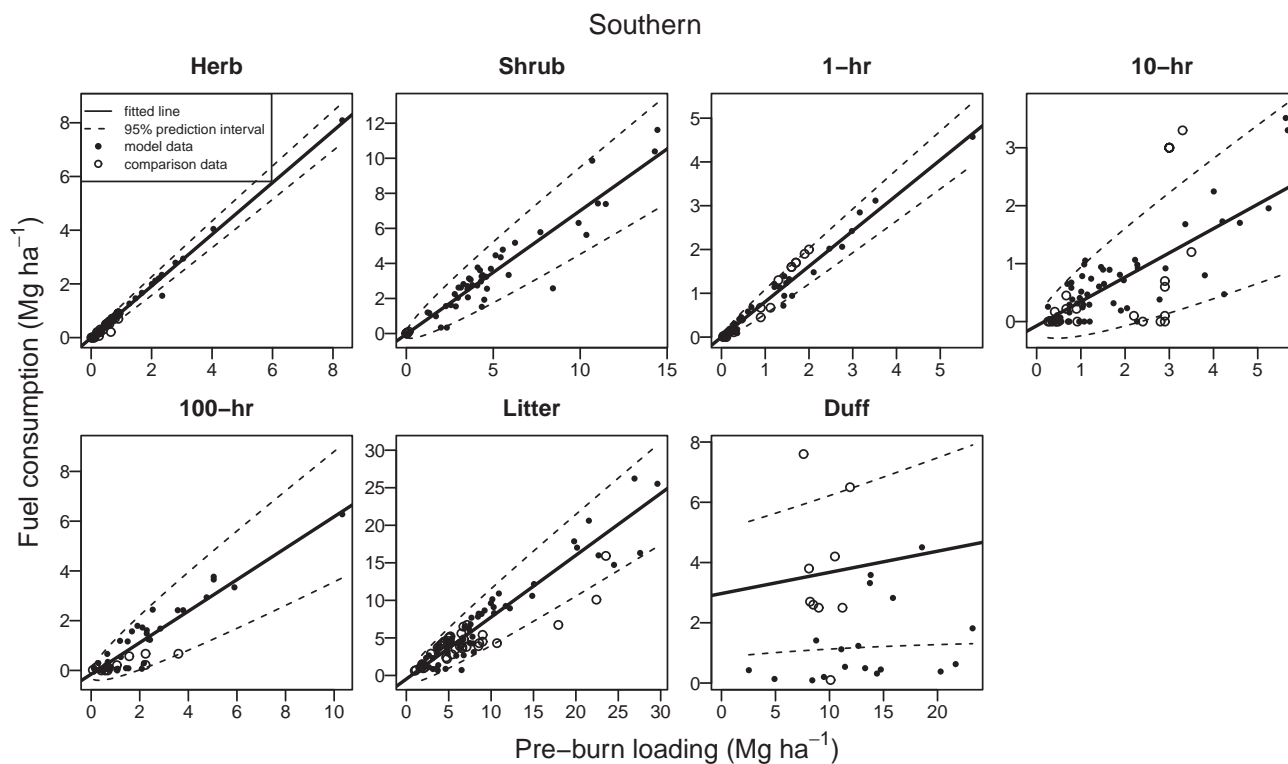 Southern
Herb Shrub 1−hr 10−hr
fitted line
95% prediction interval
model data
comparison data
0 2 4 6 8
0 2 4 6 8
0 2 4 6 8 10 12
0 5 10 15
0 1 2 3 4 5
0 1 2 3 4 5
0 1 2 3
0 1 2 3 4 5
100−hr Litter Duff
0 2 4 6 8
0 2 4 6 8 10
0 5 10 15 20 25 30
0 5 10 15 20 25 30
0 2 4 6 8
0 5 10 15 20
Fuel consumption (Mg ha⁻¹)
Pre−burn loading (Mg ha⁻¹)